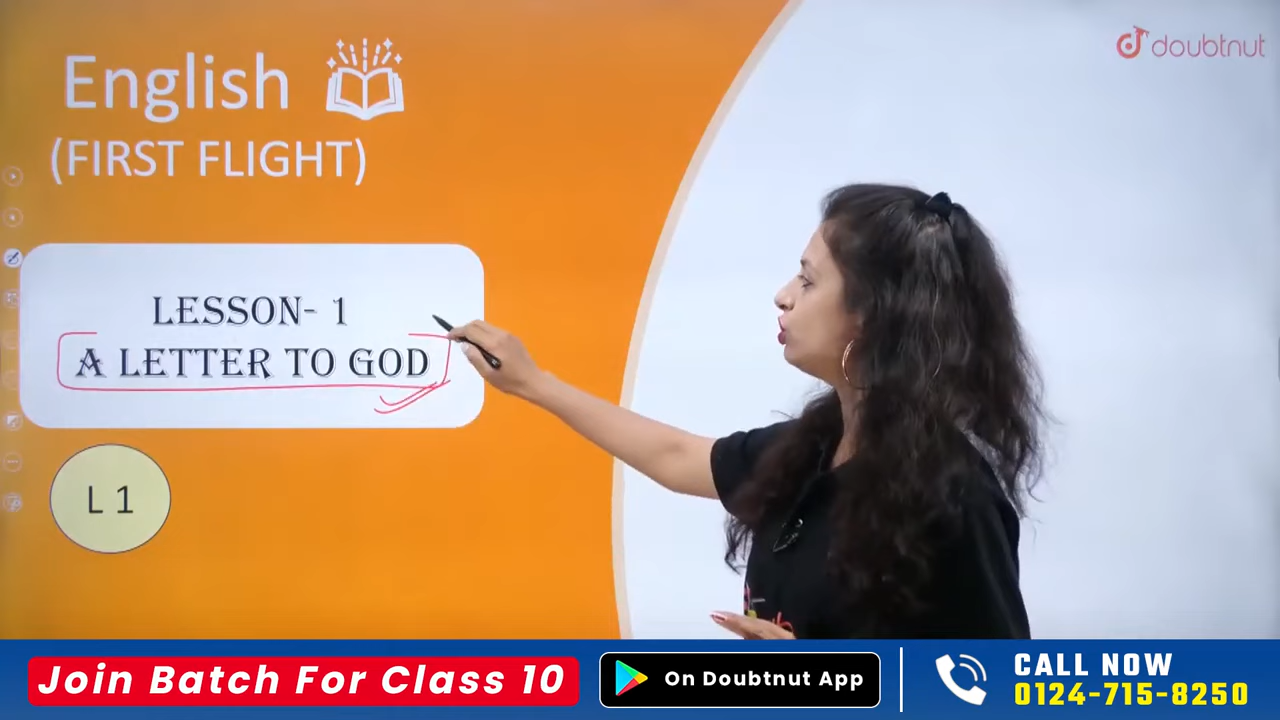 English
(FIRST FLIGHT)
doubtnut
LESSON- 1
A LETTER TO GOD
L 1
Join Batch For Class 10
On Doubtnut App
CALL NOW
0124-715-8250